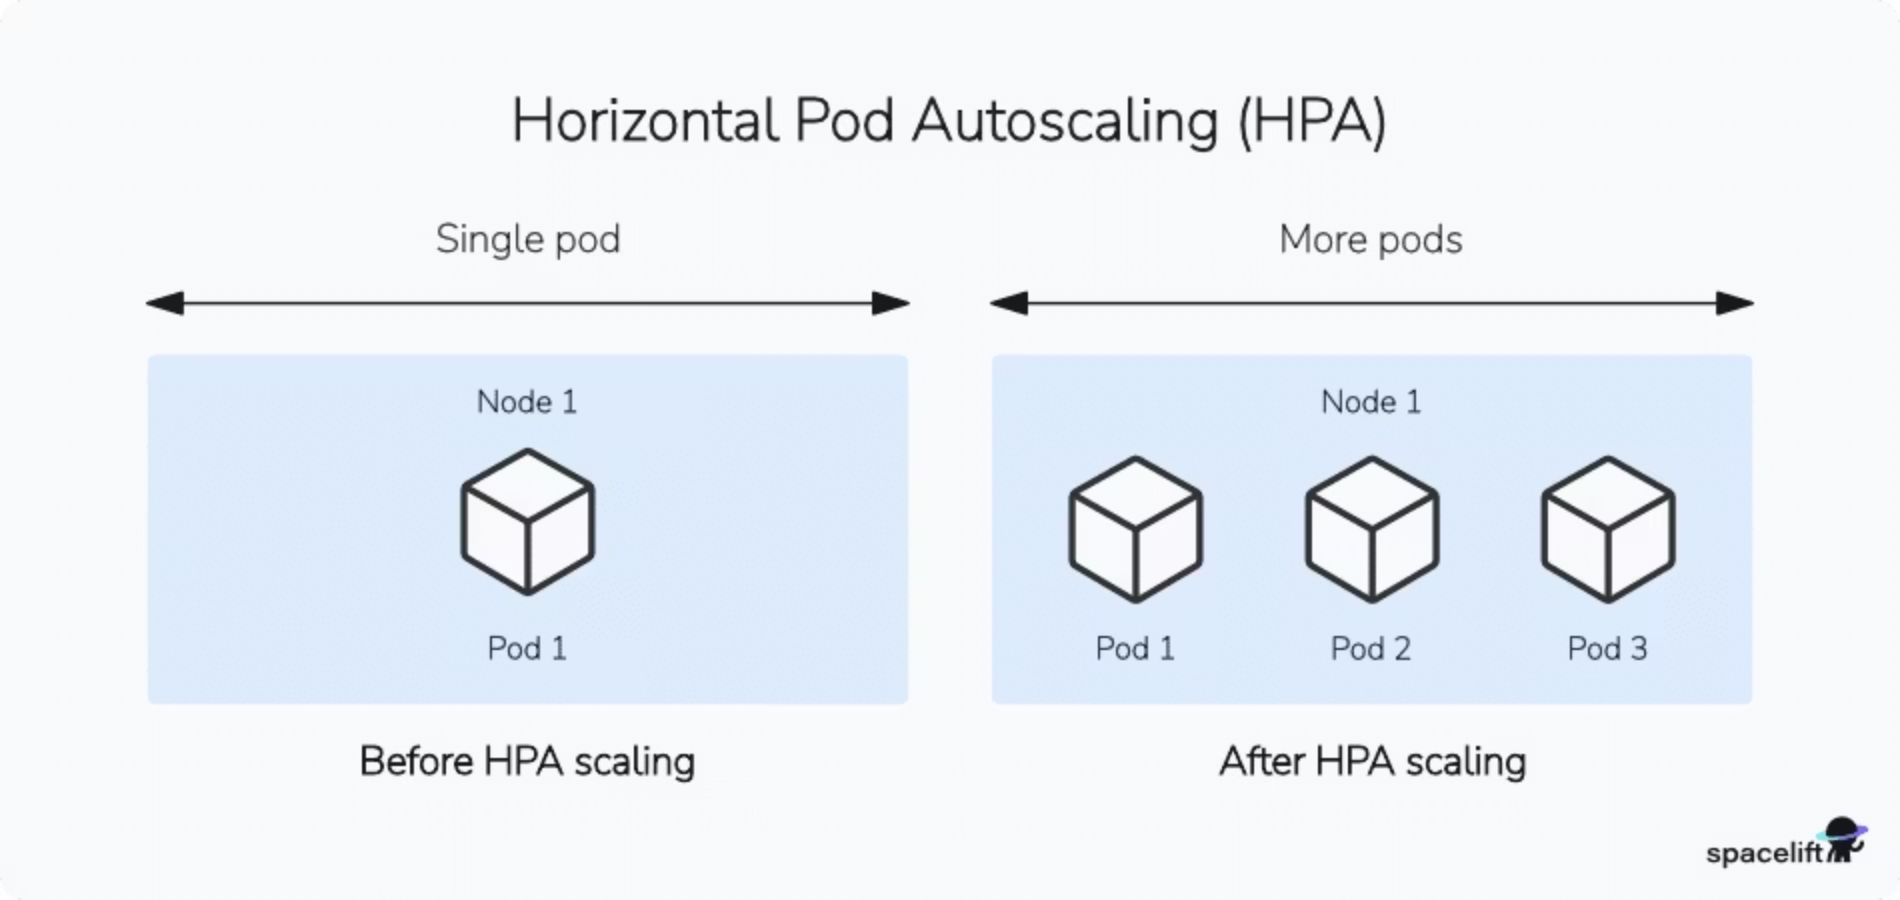 Horizontal Pod Autoscaling (HPA)
Single pod
More pods
Node 1
Pod 1
Node 1
Pod 1
Pod 2
Pod 3
Before HPA scaling
After HPA scaling
spacelift